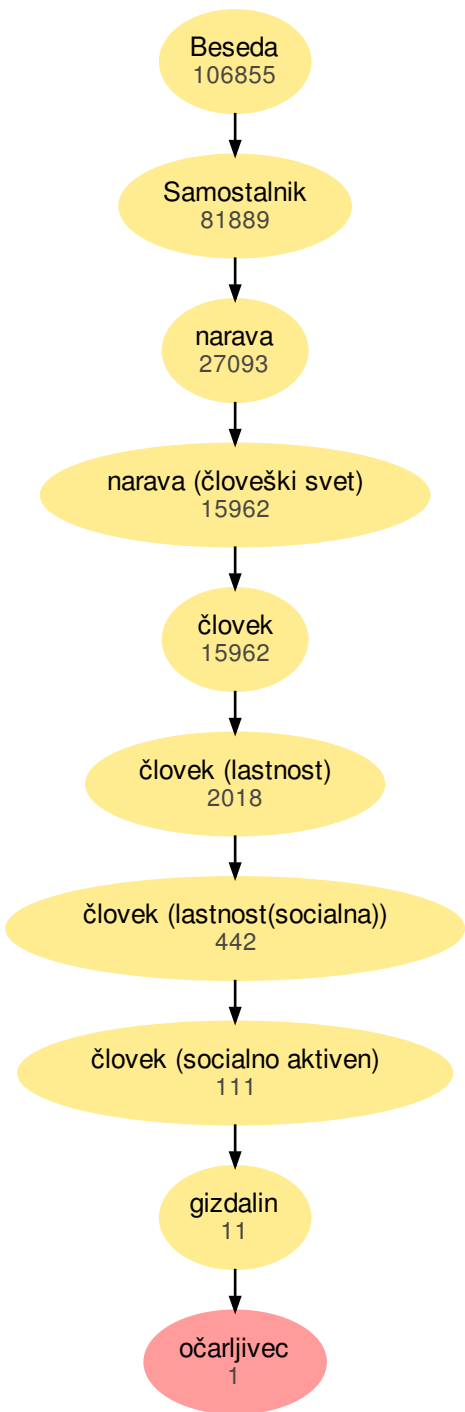 Beseda
106855
Samostalnik
81889
narava
27093
narava (človeški svet)
15962
človek
15962
človek (lastnost)
2018
človek (lastnost(socialna))
442
človek (socialno aktiven)
111
gizdalin
11
očarljivec
1